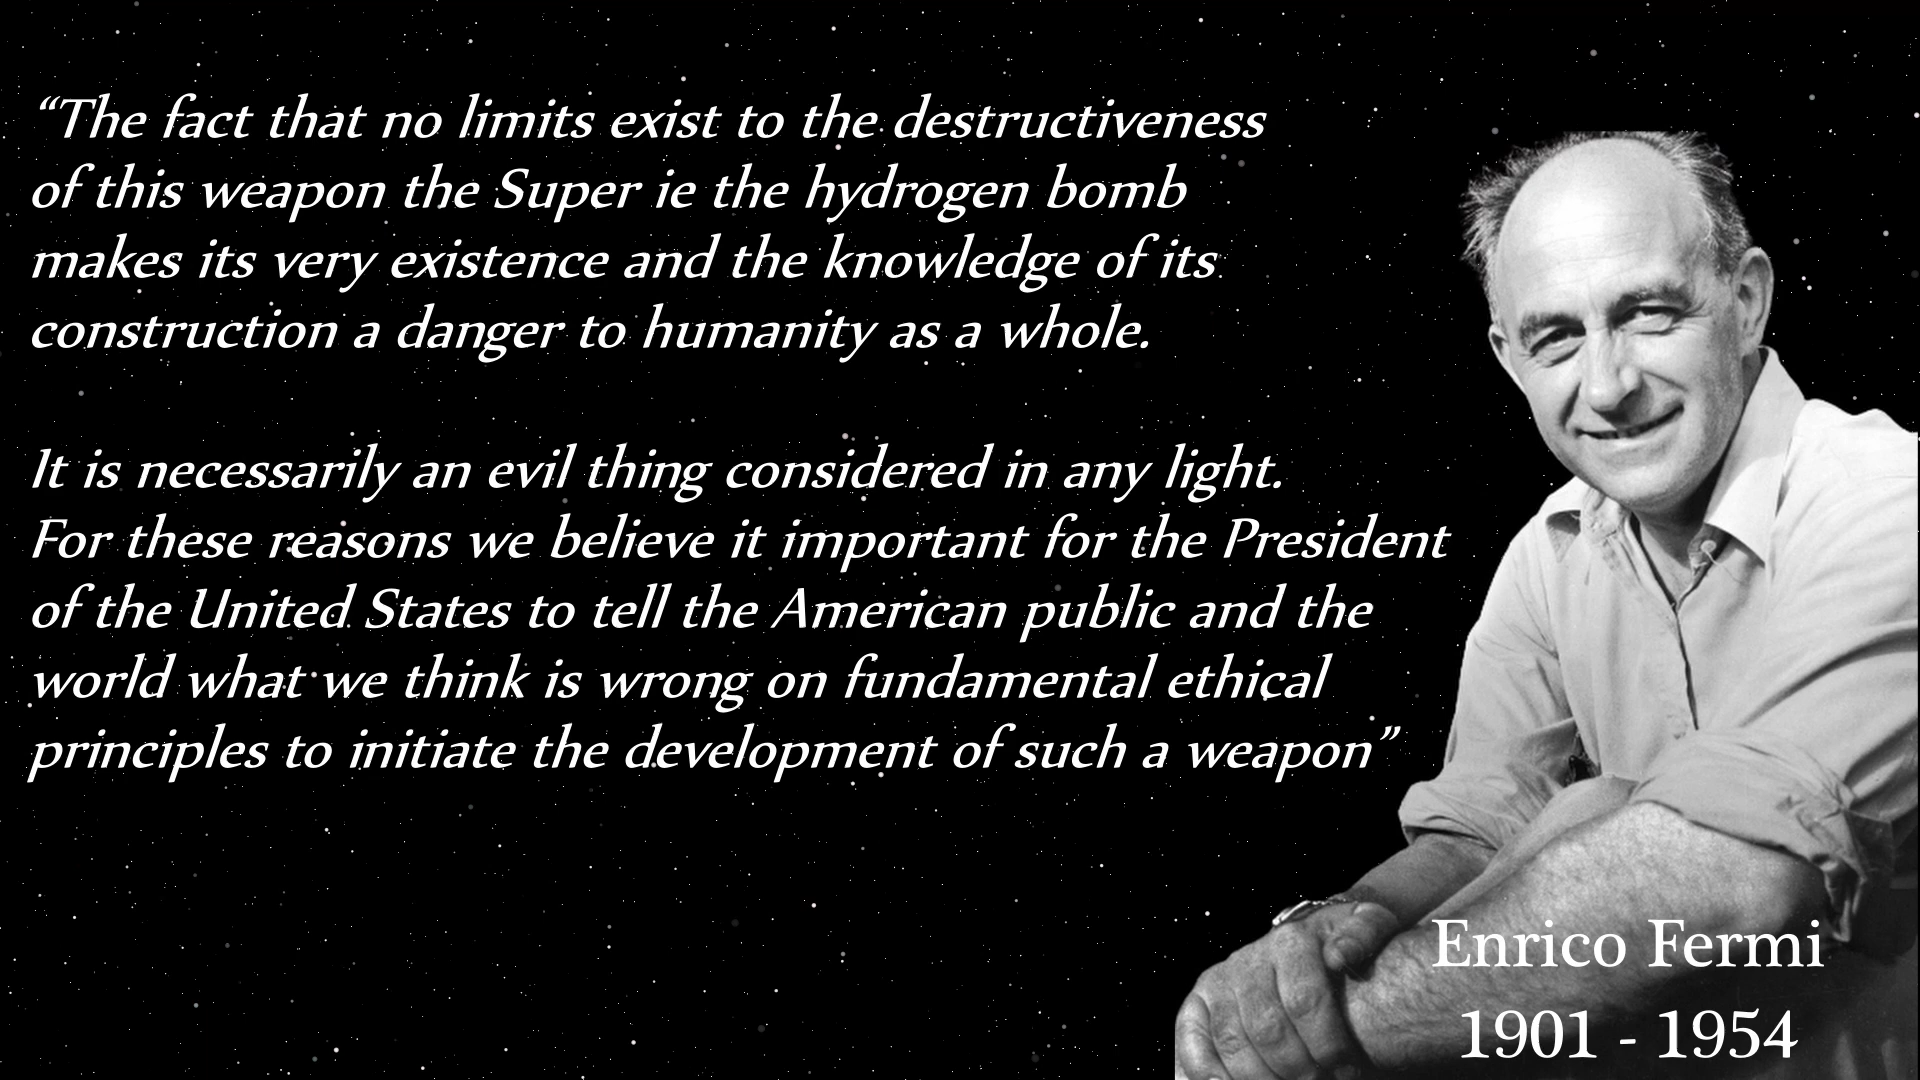 “The fact that no limits exist to the destructiveness
of this weapon the Super ie the hydrogen bomb
makes its very existence and the knowledge of its
construction a danger to humanity as a whole.
It is necessarily an evil thing considered in any light.
For these reasons we believe it important for the President
of the United States to tell the American public and the
world what we think is wrong on fundamental ethical
principles to initiate the development of such a weapon”
Enrico Fermi
1901 - 1954